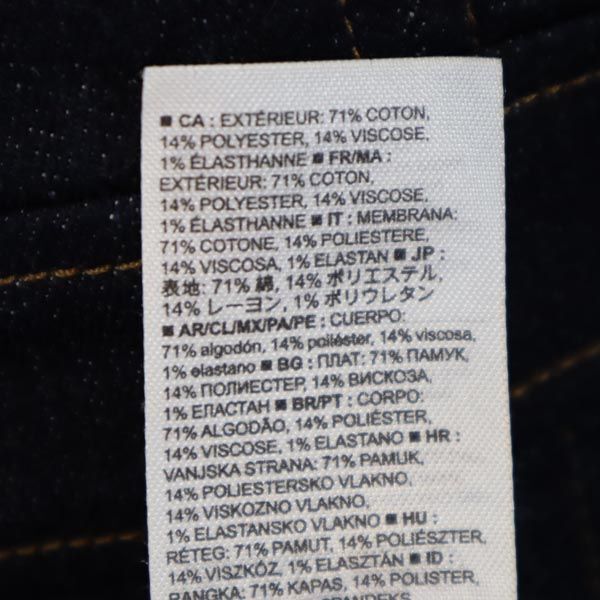 ■ CA : EXTÉRIEUR: 71% COTON,
14% POLYESTER, 14% VISCOSE,
1% ÉLASTHANNE ■ FR/MA :
EXTÉRIEUR: 71% COTON,
14% POLYESTER, 14% VISCOSE,
1% ÉLASTHANNE ■ IT : MEMBRANA:
71% COTONE, 14% POLIESTERE,
14% VISCOSA, 1% ELASTAN ■ JP :
表地: 71% 綿, 14% ポリエステル,
14% レーヨン, 1% ポリウレタン
■ AR/CL/MX/PA/PE : CUERPO:
71% algodón, 14% poliéster, 14% viscosa,
1% elastano ■ BG : ПЛАТ: 71% ПАМУК,
14% ПОЛИЕСТЕР, 14% ВИСКОЗА,
1% ЕЛАСТАН ■ BR/PT : CORPO:
71% ALGODÃO, 14% POLIÉSTER,
14% VISCOSE, 1% ELASTANO ■ HR :
VANJSKA STRANA: 71% PAMUK,
14% POLIESTERSKO VLAKNO,
14% VISKOZNO VLAKNO,
1% ELASTANSKO VLAKNO ■ HU :
RÉTEG: 71% PAMUT, 14% POLIÉSZTER,
14% VISZKÓZ, 1% ELASZTÁN ■ ID :
RANGKA: 71% KAPAS, 14% POLISTER,